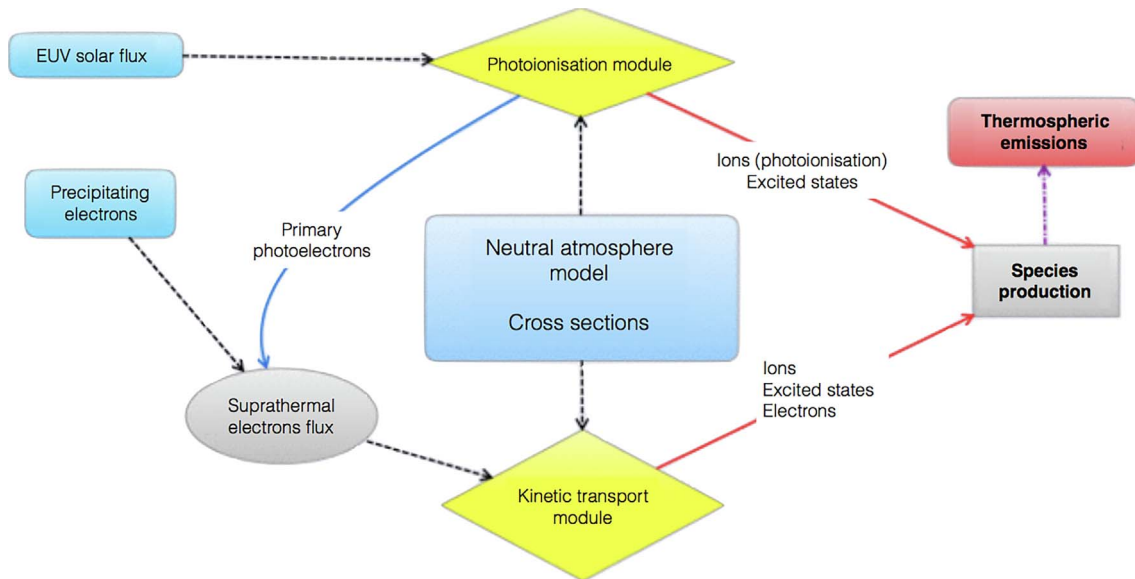 EUV solar flux
Photoionisation module
Thermospheric
emissions
Ions (photoionisation)
Excited states
Precipitating
electrons
Primary
photoelectrons
Neutral atmosphere
model
Cross sections
Species
production
Ions
Excited states
Electrons
Suprathermal
electrons flux
Kinetic transport
module